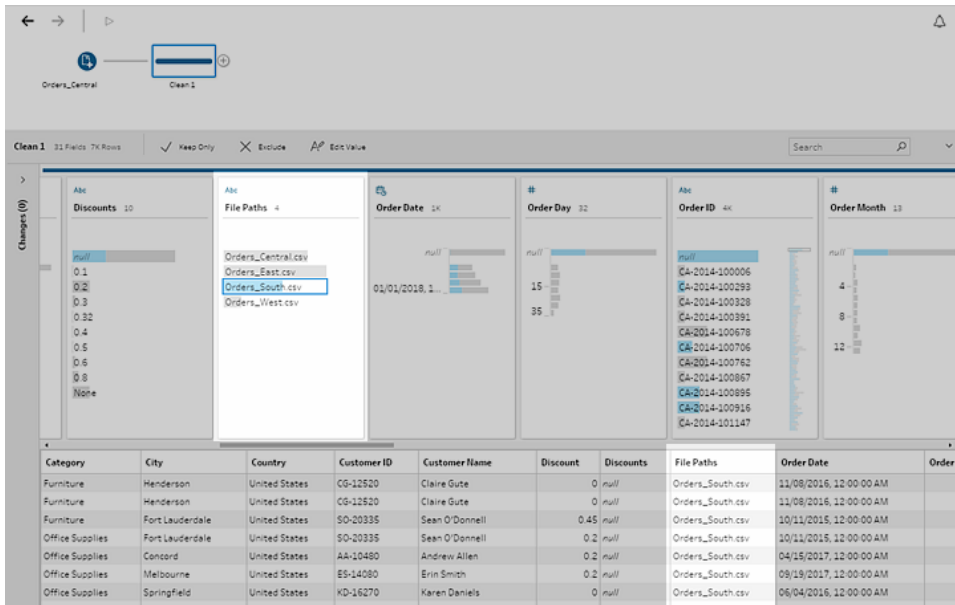 Orders_Central
Clean 1
Clean 1 31 Fields 7K Rows Keep Only Exclude Edit Value Search
Changes (0)
Abc
Discounts 10
null
0.1
0.2
0.3
0.32
0.4
0.5
0.6
0.8
None
Abc
File Paths 4
Orders_Central.csv
Orders_East.csv
Orders_South.csv
Orders_West.csv
Order Date 1K
null
01/01/2018, 1...
#
Order Day 32
null
15
35
Abc
Order ID 4K
null
CA-2014-100006
CA-2014-100293
CA-2014-100328
CA-2014-100391
CA-2014-100678
CA-2014-100706
CA-2014-100762
CA-2014-100867
CA-2014-100895
CA-2014-100916
CA-2014-101147
#
Order Month 13
null
4
8
12
Category City Country Customer ID Customer Name Discount Discounts File Paths Order Date Order
Furniture Henderson United States CG-12520 Claire Gute 0 null Orders_South.csv 11/08/2016, 12:00:00 AM
Furniture Henderson United States CG-12520 Claire Gute 0 null Orders_South.csv 11/08/2016, 12:00:00 AM
Furniture Fort Lauderdale United States SO-20335 Sean O'Donnell 0.45 null Orders_South.csv 10/11/2015, 12:00:00 AM
Office Supplies Fort Lauderdale United States SO-20335 Sean O'Donnell 0.2 null Orders_South.csv 10/11/2015, 12:00:00 AM
Office Supplies Concord United States AA-10480 Andrew Allen 0.2 null Orders_South.csv 04/15/2017, 12:00:00 AM
Office Supplies Melbourne United States ES-14080 Erin Smith 0.2 null Orders_South.csv 09/19/2017, 12:00:00 AM
Office Supplies Springfield United States KD-16270 Karen Daniels 0 null Orders_South.csv 06/04/2016, 12:00:00 AM